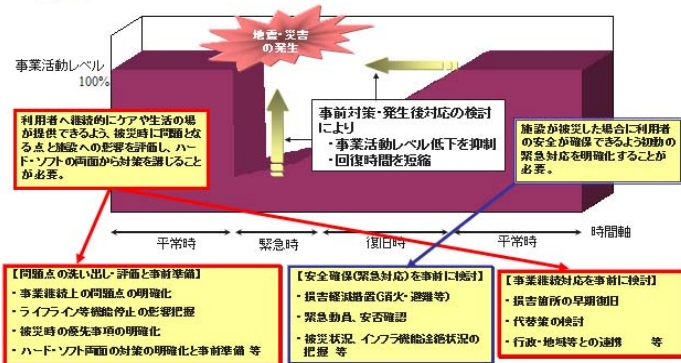 地震・災害
の発生
事業活動レベル
100%
利用者へ継続的にケアや生活の場
が提供できるよう、被災時に問題とな
る点と施設への影響を評価し、ハー
ド・ソフトの両面から対策を講じること
が必要。
事前対策・発生後対応の検討
により
・事業活動レベル低下を抑制
・回復時間を短縮
施設が被災した場合に利用者
の安全が確保できるよう初動の
緊急対応を明確化することが
必要。
平常時
緊急時
復旧時
平常時
時間軸
【問題点の洗い出し・評価と事前準備】
・事業継続上の問題点の明確化
・ライフライン等機能停止の影響把握
・被災時の優先事項の明確化
・ハード・ソフト両面の対策の明確化と事前準備 等
【安全確保(緊急対応)を事前に検討】
・損害軽減措置(消火・避難等)
・緊急動員、安否確認
・被災状況、インフラ機能途絶状況の
把握 等
【事業継続対応を事前に検討】
・損害箇所の早期復旧
・代替策の検討
・行政・地域等との連携 等